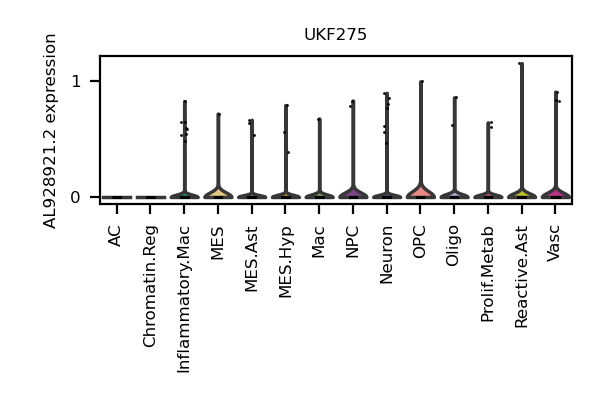 UKF275
AL928921.2 expression
1
0
AC
Chromatin.Reg
Inflammatory.Mac
MES
MES.Ast
MES.Hyp
Mac
NPC
Neuron
OPC
Oligo
Prolif.Metab
Reactive.Ast
Vasc